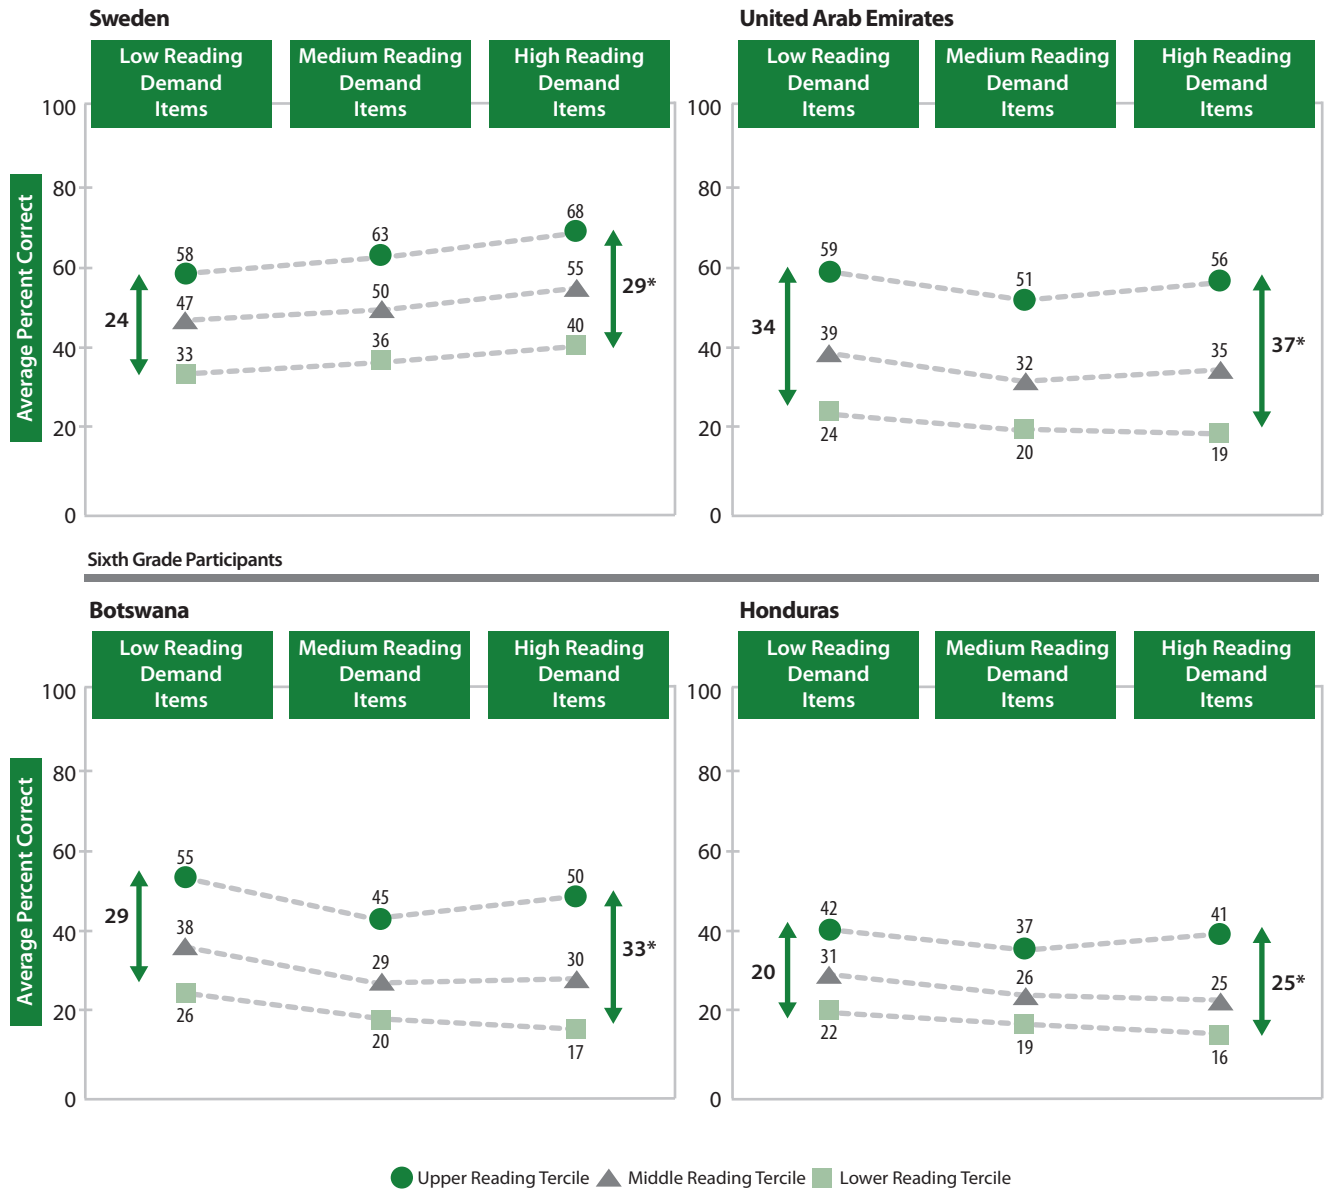 Sweden
Low Reading
Demand
Items
Medium Reading
Demand
Items
High Reading
Demand
Items
Average Percent Correct
100
80
60
40
20
0
58
63
68
47
50
55
33
36
40
24
29*
United Arab Emirates
Low Reading
Demand
Items
Medium Reading
Demand
Items
High Reading
Demand
Items
100
80
60
40
20
0
59
51
56
39
32
35
24
20
19
34
37*
Sixth Grade Participants
Botswana
Low Reading
Demand
Items
Medium Reading
Demand
Items
High Reading
Demand
Items
Average Percent Correct
100
80
60
40
20
0
55
45
50
38
29
30
26
20
17
29
33*
Honduras
Low Reading
Demand
Items
Medium Reading
Demand
Items
High Reading
Demand
Items
100
80
60
40
20
0
42
37
41
31
26
25
22
19
16
20
25*
Upper Reading Tercile Middle Reading Tercile Lower Reading Tercile